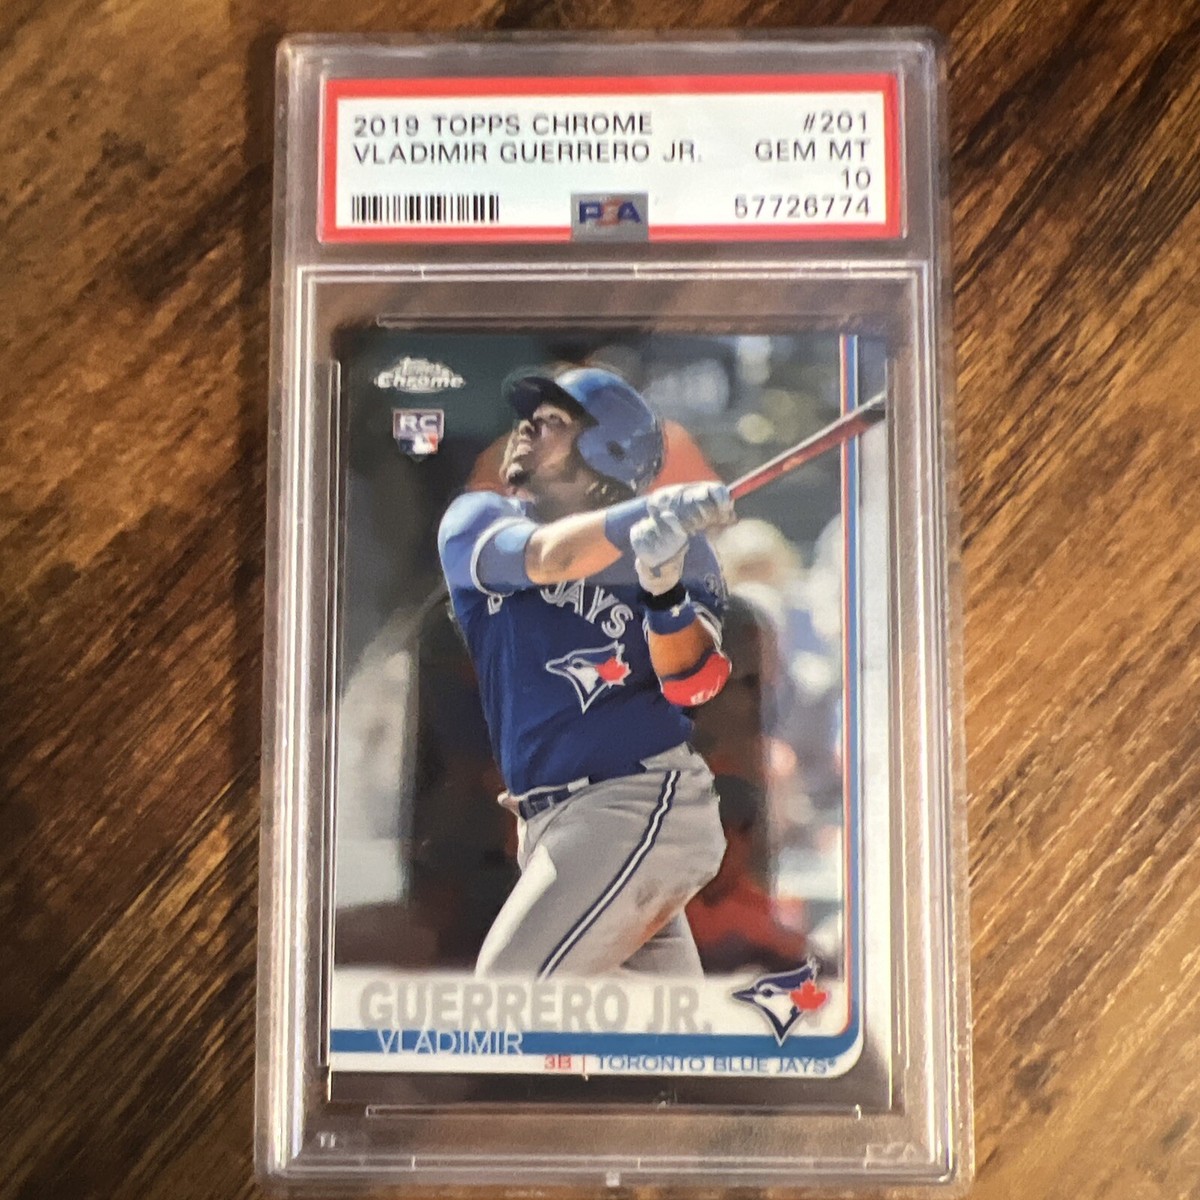 2019 TOPPS CHROME #201
VLADIMIR GUERRERO JR. GEM MT
10
57726774
PSA
Topps
Chrome
RC
JAYS
GUERRERO JR.
VLADIMIR
3B | TORONTO BLUE JAYS